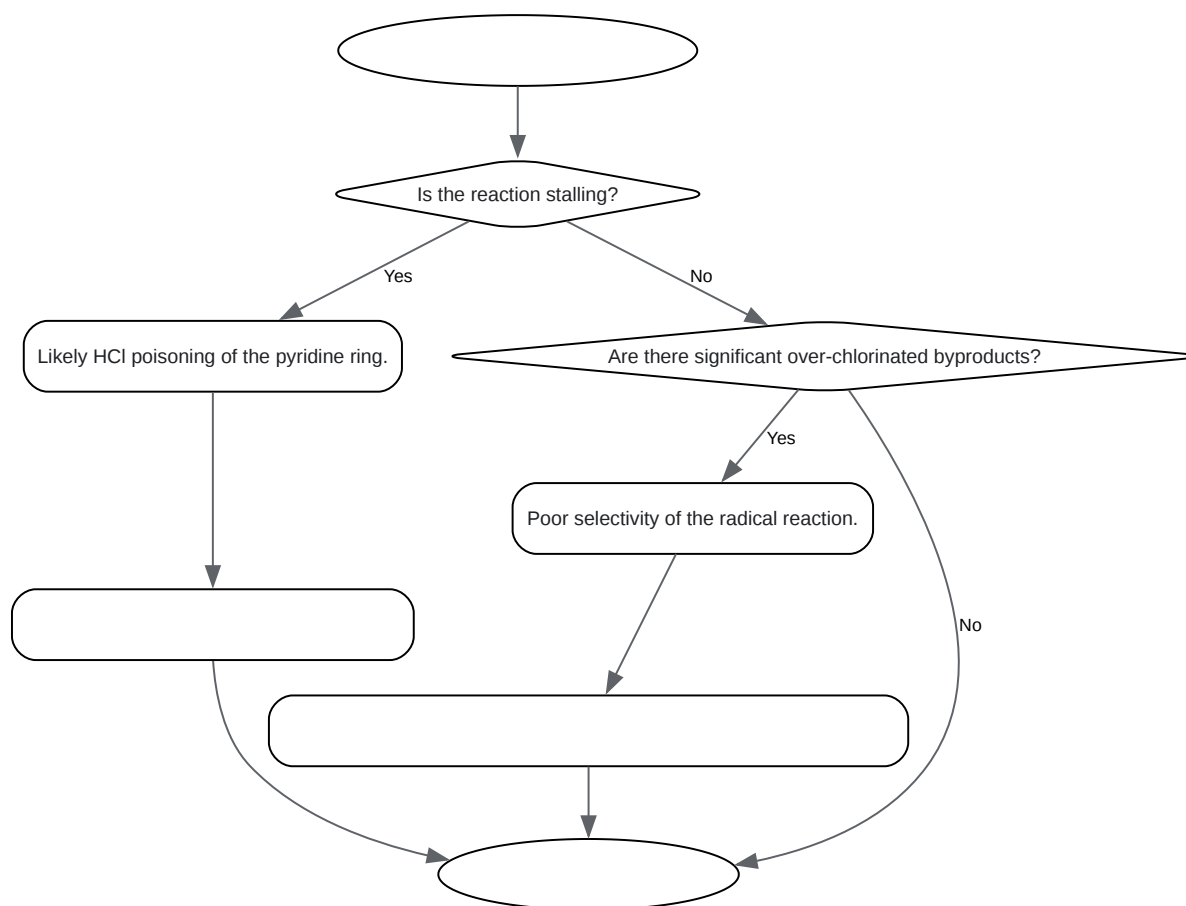 Is the reaction stalling?
Yes
No
Likely HCl poisoning of the pyridine ring.
Are there significant over-chlorinated byproducts?
Yes
Poor selectivity of the radical reaction.
No